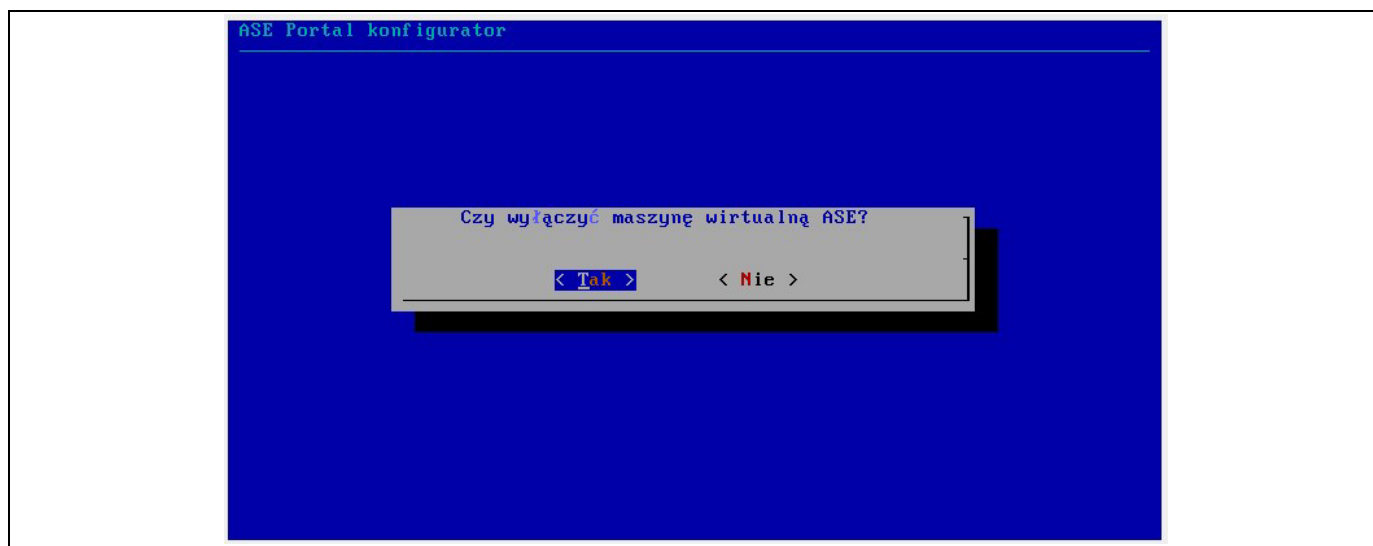 ASE Portal konfigurator
Czy wyłączyć maszynę wirtualną ASE?
< Tak > < Nie >